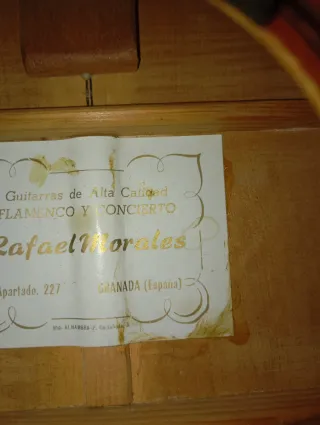 Guitarras de Alta Calidad
FLAMENCO Y CONCIERTO
Rafael Morales
Apartado. 227 GRANADA (España)